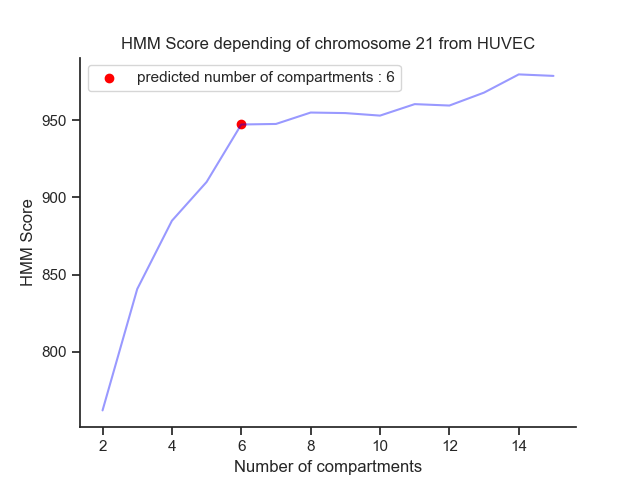 HMM Score depending of chromosome 21 from HUVEC
predicted number of compartments : 6
HMM Score
950
900
850
800
2 4 6 8 10 12 14
Number of compartments